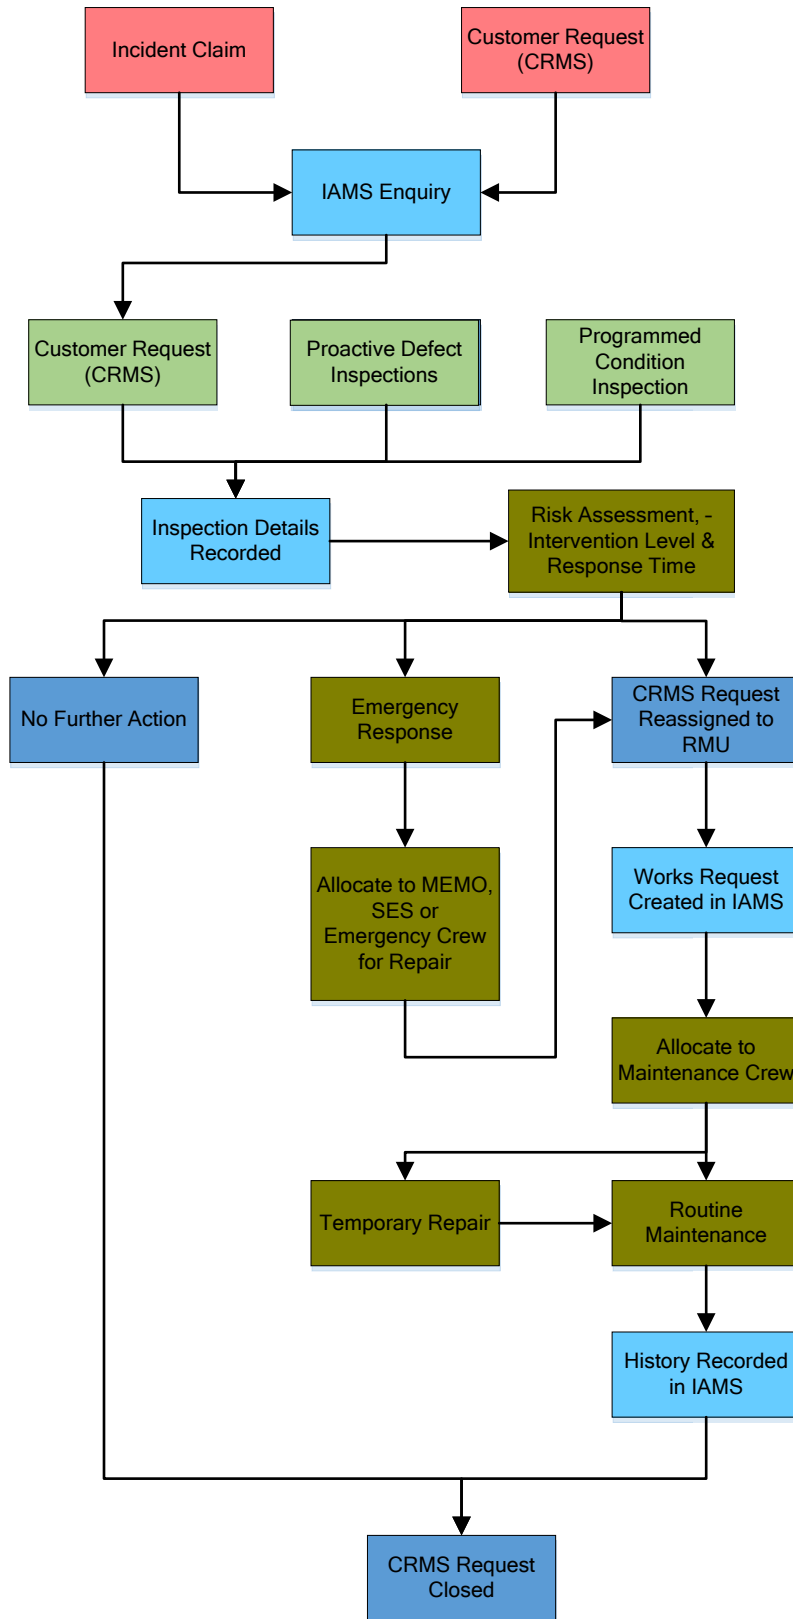 Incident Claim
Customer Request
(CRMS)
IAMS Enquiry
Customer Request
(CRMS)
Proactive Defect
Inspections
Programmed
Condition
Inspection
Inspection Details
Recorded
Risk Assessment, -
Intervention Level &
Response Time
No Further Action
Emergency
Response
CRMS Request
Reassigned to
RMU
Allocate to MEMO,
SES or
Emergency Crew
for Repair
Works Request
Created in IAMS
Allocate to
Maintenance Crew
Temporary Repair
Routine
Maintenance
History Recorded
in IAMS
CRMS Request
Closed